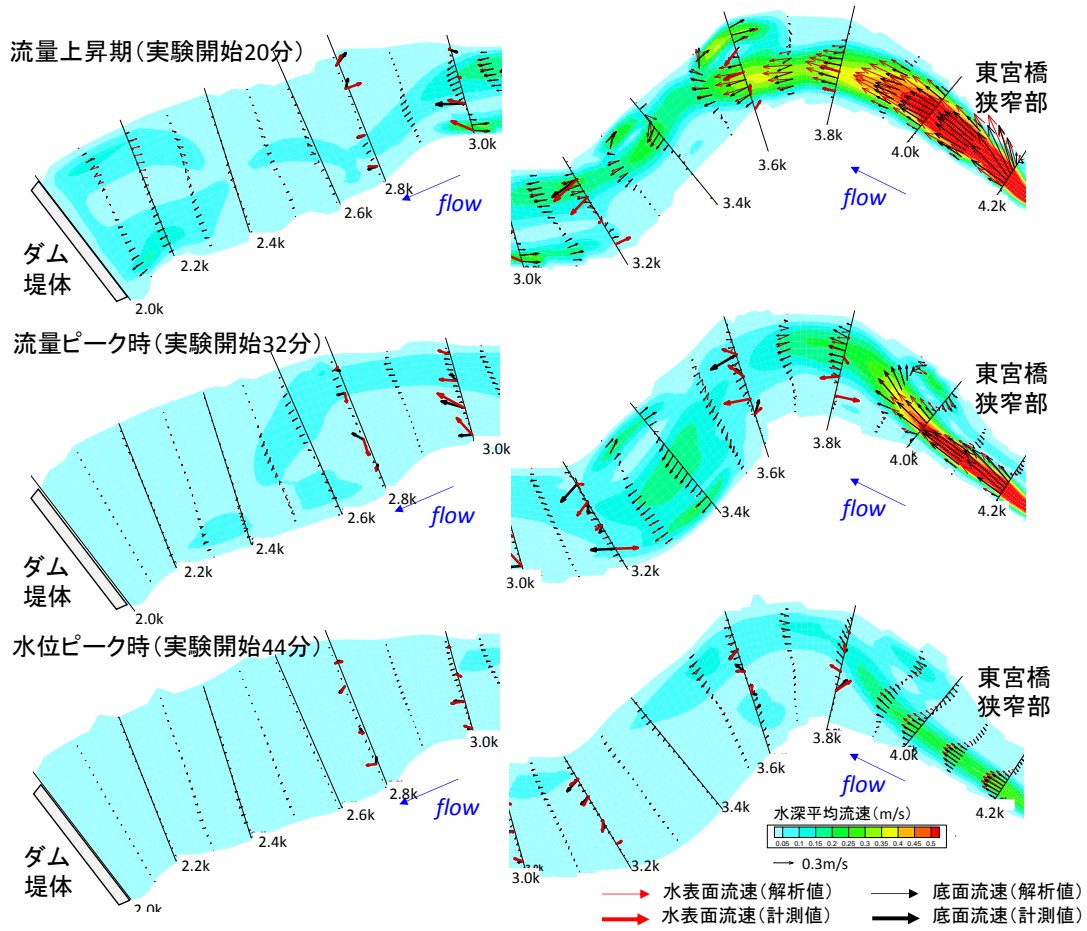 流量上昇期(実験開始20分)
ダム
堤体
2.0k
2.2k
2.4k
2.6k
2.8k
3.0k
flow
3.0k
3.2k
3.4k
3.6k
3.8k
4.0k
4.2k
flow
東宮橋
狭窄部
流量ピーク時(実験開始32分)
ダム
堤体
2.0k
2.2k
2.4k
2.6k
2.8k
3.0k
flow
3.0k
3.2k
3.4k
3.6k
3.8k
4.0k
4.2k
flow
東宮橋
狭窄部
水位ピーク時(実験開始44分)
ダム
堤体
2.0k
2.2k
2.4k
2.6k
2.8k
3.0k
flow
3.0k
3.2k
3.4k
3.6k
3.8k
4.0k
4.2k
flow
東宮橋
狭窄部
水深平均流速(m/s)
0.05 0.1 0.15 0.2 0.25 0.3 0.35 0.4 0.45 0.5
0.3m/s
水表面流速(解析値) 底面流速(解析値)
水表面流速(計測値) 底面流速(計測値)